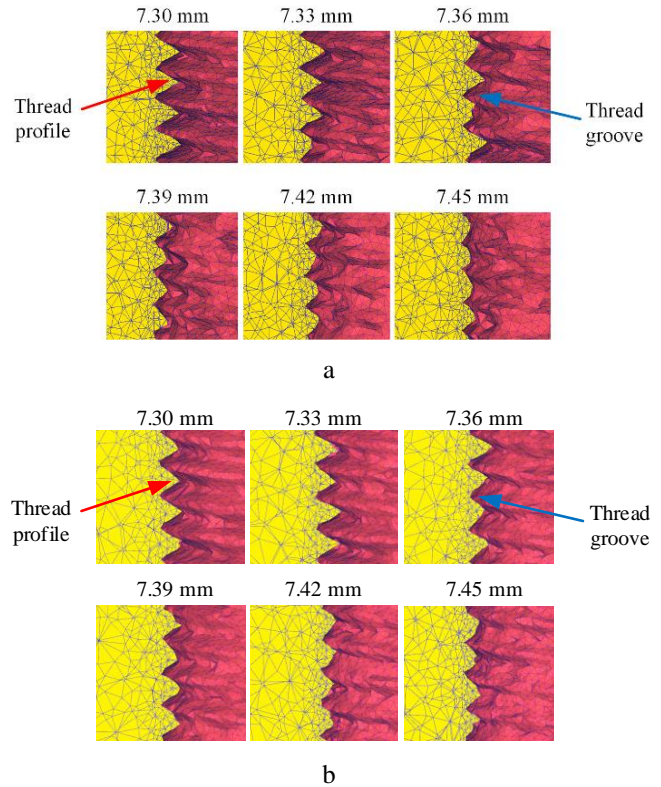 7.30 mm
7.33 mm
7.36 mm
Thread
profile
Thread
groove
7.39 mm
7.42 mm
7.45 mm
a
7.30 mm
7.33 mm
7.36 mm
Thread
profile
Thread
groove
7.39 mm
7.42 mm
7.45 mm
b